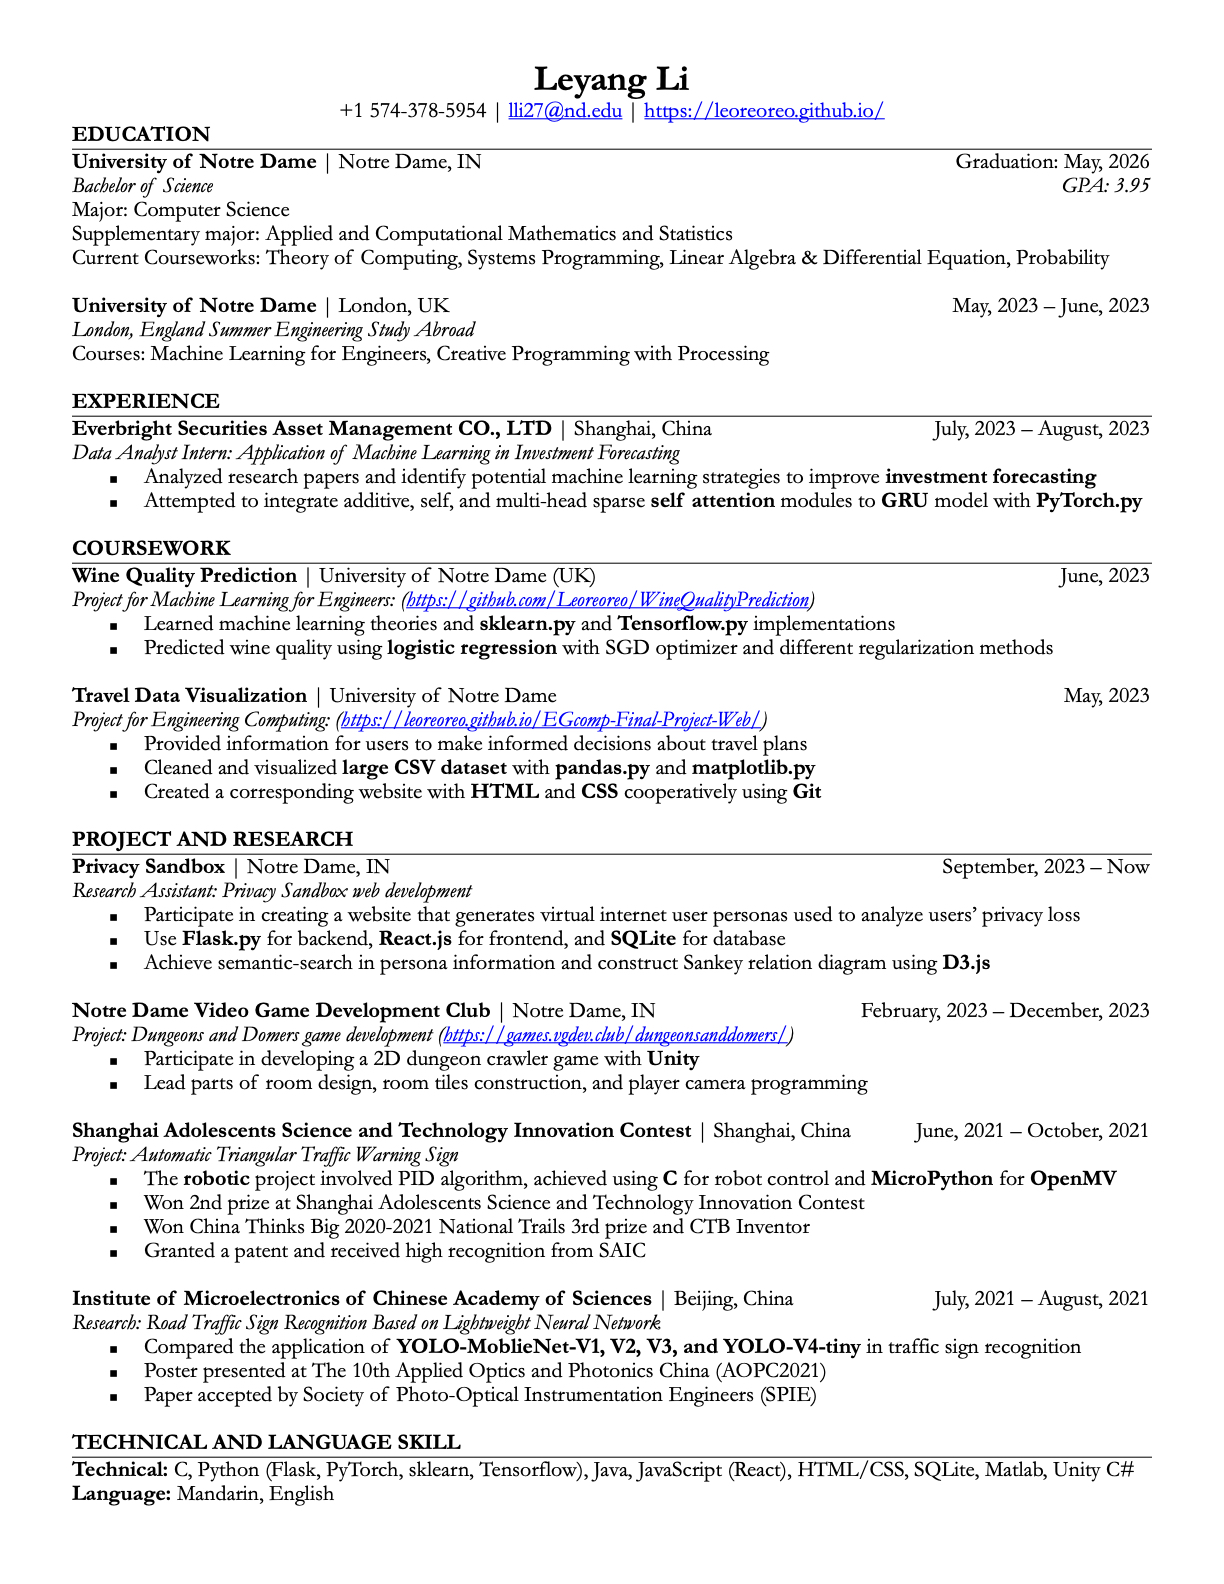 Leyang Li
+1 574-378-5954 | lli27@nd.edu | https://leoreoreo.github.io/
EDUCATION
University of Notre Dame | Notre Dame, IN Graduation: May, 2026
Bachelor of Science GPA: 3.95
Major: Computer Science
Supplementary major: Applied and Computational Mathematics and Statistics
Current Courseworks: Theory of Computing, Systems Programming, Linear Algebra & Differential Equation, Probability
University of Notre Dame | London, UK May, 2023 – June, 2023
London, England Summer Engineering Study Abroad
Courses: Machine Learning for Engineers, Creative Programming with Processing
EXPERIENCE
Everbright Securities Asset Management CO., LTD | Shanghai, China July, 2023 – August, 2023
Data Analyst Intern: Application of Machine Learning in Investment Forecasting
▪ Analyzed research papers and identify potential machine learning strategies to improve investment forecasting
▪ Attempted to integrate additive, self, and multi-head sparse self attention modules to GRU model with PyTorch.py
COURSEWORK
Wine Quality Prediction | University of Notre Dame (UK) June, 2023
Project for Machine Learning for Engineers: (https://github.com/Leoreoreo/WineQualityPrediction)
▪ Learned machine learning theories and sklearn.py and Tensorflow.py implementations
▪ Predicted wine quality using logistic regression with SGD optimizer and different regularization methods
Travel Data Visualization | University of Notre Dame May, 2023
Project for Engineering Computing: (https://leoreoreo.github.io/EGcomp-Final-Project-Web/)
▪ Provided information for users to make informed decisions about travel plans
▪ Cleaned and visualized large CSV dataset with pandas.py and matplotlib.py
▪ Created a corresponding website with HTML and CSS cooperatively using Git
PROJECT AND RESEARCH
Privacy Sandbox | Notre Dame, IN September, 2023 – Now
Research Assistant: Privacy Sandbox web development
▪ Participate in creating a website that generates virtual internet user personas used to analyze users’ privacy loss
▪ Use Flask.py for backend, React.js for frontend, and SQLite for database
▪ Achieve semantic-search in persona information and construct Sankey relation diagram using D3.js
Notre Dame Video Game Development Club | Notre Dame, IN February, 2023 – December, 2023
Project: Dungeons and Domers game development (https://games.vgdev.club/dungeonsanddomers/)
▪ Participate in developing a 2D dungeon crawler game with Unity
▪ Lead parts of room design, room tiles construction, and player camera programming
Shanghai Adolescents Science and Technology Innovation Contest | Shanghai, China June, 2021 – October, 2021
Project: Automatic Triangular Traffic Warning Sign
▪ The robotic project involved PID algorithm, achieved using C for robot control and MicroPython for OpenMV
▪ Won 2nd prize at Shanghai Adolescents Science and Technology Innovation Contest
▪ Won China Thinks Big 2020-2021 National Trails 3rd prize and CTB Inventor
▪ Granted a patent and received high recognition from SAIC
Institute of Microelectronics of Chinese Academy of Sciences | Beijing, China July, 2021 – August, 2021
Research: Road Traffic Sign Recognition Based on Lightweight Neural Network
▪ Compared the application of YOLO-MoblieNet-V1, V2, V3, and YOLO-V4-tiny in traffic sign recognition
▪ Poster presented at The 10th Applied Optics and Photonics China (AOPC2021)
▪ Paper accepted by Society of Photo-Optical Instrumentation Engineers (SPIE)
TECHNICAL AND LANGUAGE SKILL
Technical: C, Python (Flask, PyTorch, sklearn, Tensorflow), Java, JavaScript (React), HTML/CSS, SQLite, Matlab, Unity C#
Language: Mandarin, English